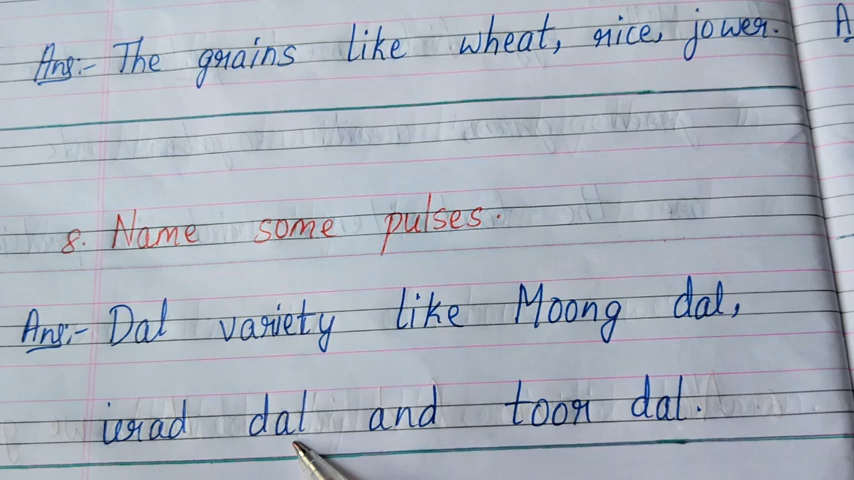 Ans:- The grains like wheat, rice, jower. A
8. Name some pulses.
Ans:- Dal variety like Moong dal,
urad dal and toor dal.